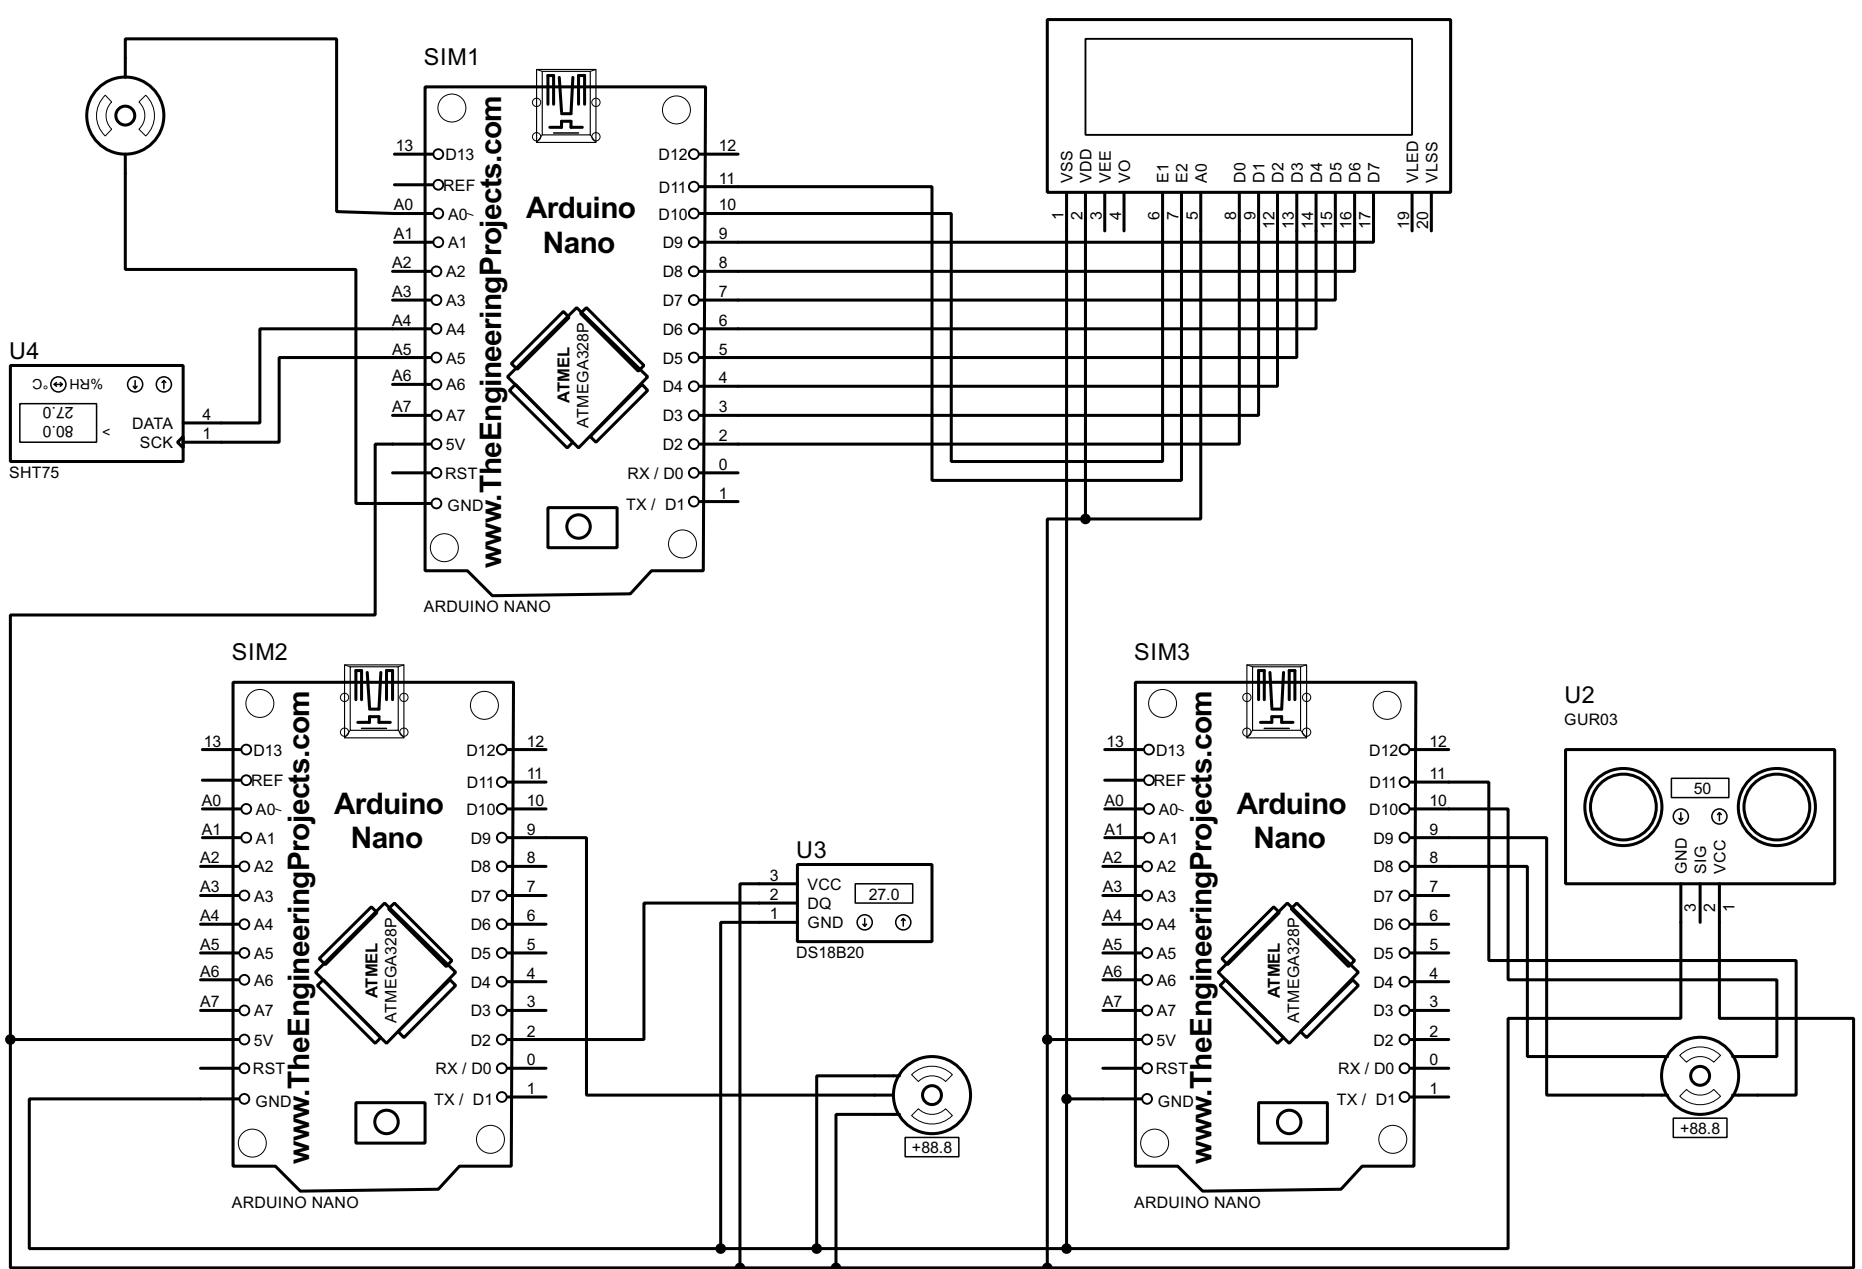 SIM1
www.TheEngineeringProjects.com
Arduino
Nano
ATMEL
ATMEGA328P
13 D13
REF
A0 A0~
A1 A1
A2 A2
A3 A3
A4 A4
A5 A5
A6 A6
A7 A7
5V
RST
GND
D12 12
D11 11
D10 10
D9 9
D8 8
D7 7
D6 6
D5 5
D4 4
D3 3
D2 2
RX / D0 0
TX / D1 1
ARDUINO NANO
VSS VDD VEE VO E1 E2 A0 D0 D1 D2 D3 D4 D5 D6 D7 VLED VLSS
1 2 3 4 6 7 5 8 9 12 13 14 15 16 17 19 20
U4
%RH °C
27.0
80.0
>
DATA 4
SCK 1
SHT75
SIM2
www.TheEngineeringProjects.com
Arduino
Nano
ATMEL
ATMEGA328P
13 D13
REF
A0 A0~
A1 A1
A2 A2
A3 A3
A4 A4
A5 A5
A6 A6
A7 A7
5V
RST
GND
D12 12
D11 11
D10 10
D9 9
D8 8
D7 7
D6 6
D5 5
D4 4
D3 3
D2 2
RX / D0 0
TX / D1 1
ARDUINO NANO
U3
3 VCC
2 DQ
1 GND
27.0
DS18B20
+88.8
SIM3
www.TheEngineeringProjects.com
Arduino
Nano
ATMEL
ATMEGA328P
13 D13
REF
A0 A0~
A1 A1
A2 A2
A3 A3
A4 A4
A5 A5
A6 A6
A7 A7
5V
RST
GND
D12 12
D11 11
D10 10
D9 9
D8 8
D7 7
D6 6
D5 5
D4 4
D3 3
D2 2
RX / D0 0
TX / D1 1
ARDUINO NANO
U2
GUR03
50
GND SIG VCC
3 2 1
+88.8